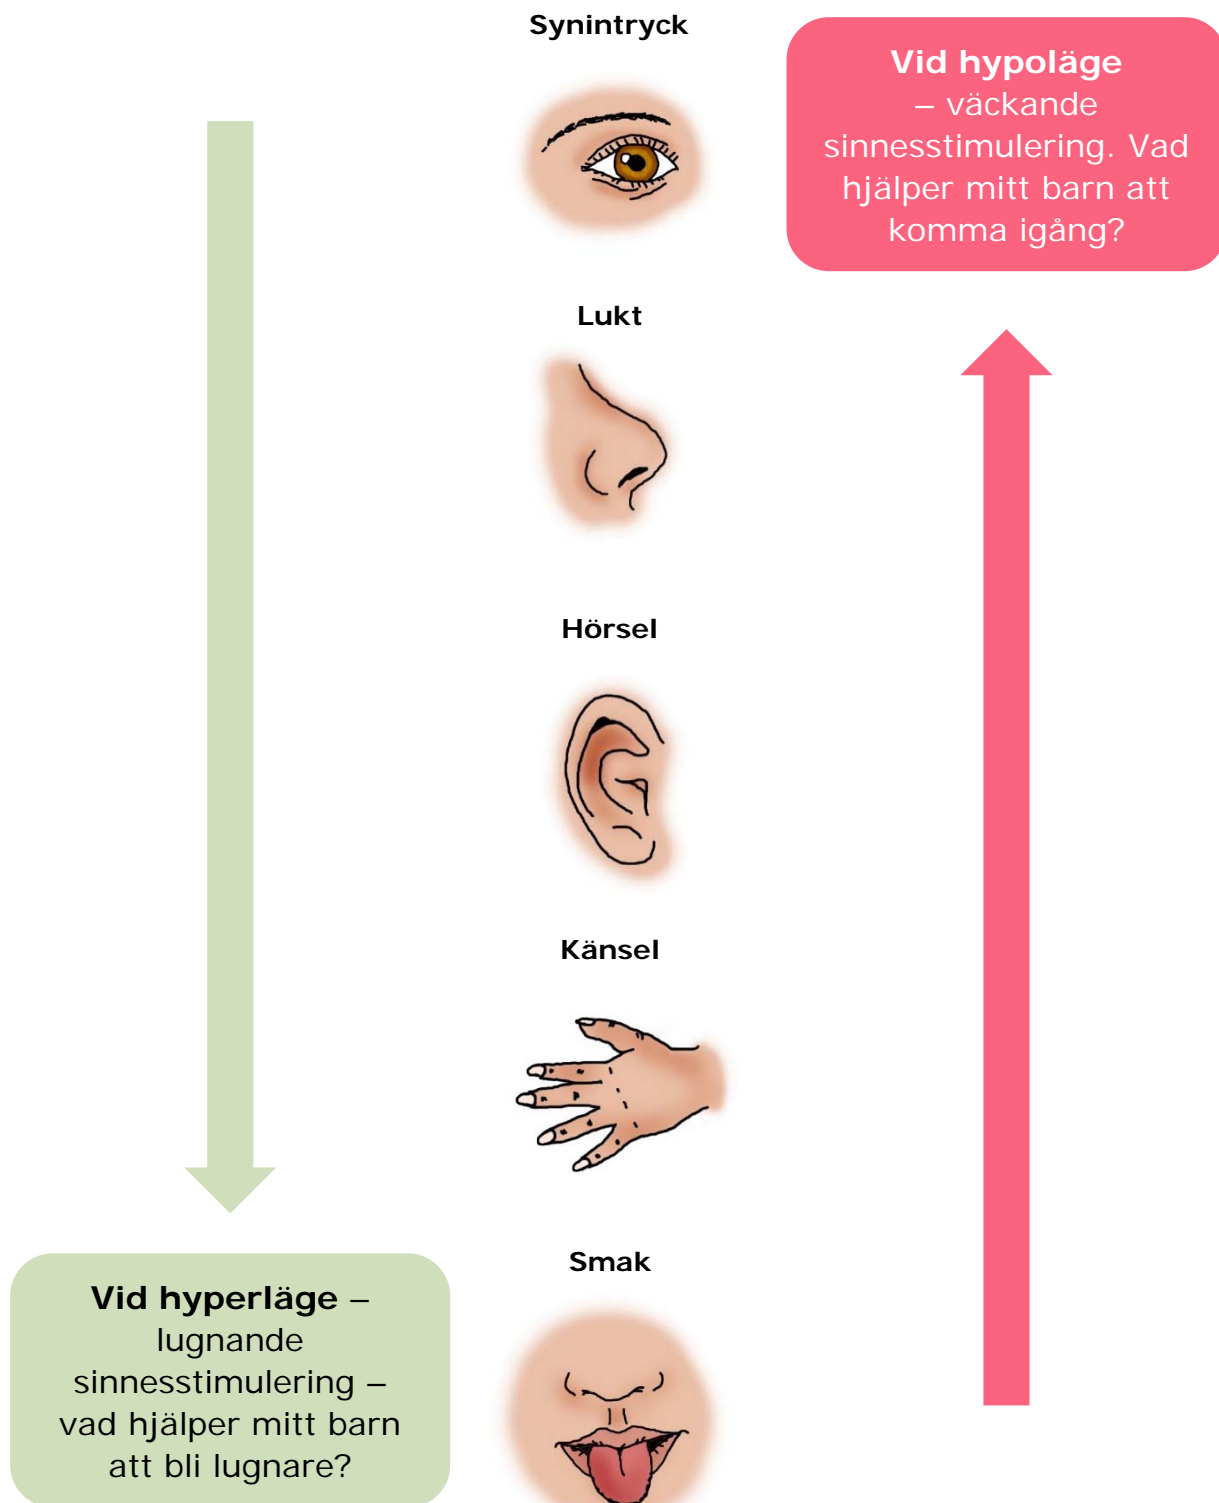 Synintryck
Vid hypoläge
– väckande
sinnesstimulering. Vad
hjälper mitt barn att
komma igång?
Lukt
Hörsel
Känsel
Smak
Vid hyperläge –
lugnande
sinnesstimulering –
vad hjälper mitt barn
att bli lugnare?